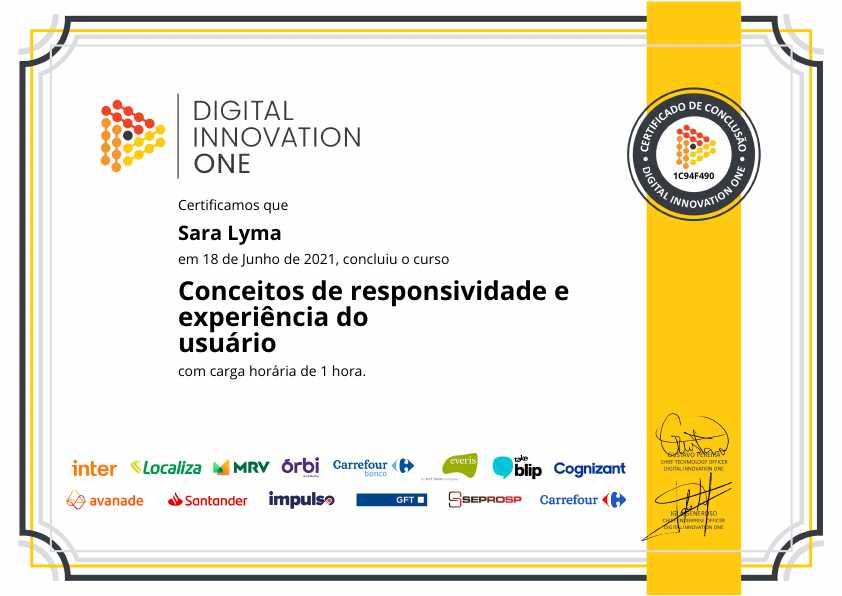 DIGITAL
INNOVATION
ONE
CERTIFICADO DE CONCLUSÃO
1C94F490
DIGITAL INNOVATION ONE
Certificamos que
Sara Lyma
em 18 de Junho de 2021, concluiu o curso
Conceitos de responsividade e
experiência do
usuário
com carga horária de 1 hora.
inter
Localiza
MRV
órbi
Carrefour
banco
everis
take
blip
Cognizant
avanade
Santander
impulso
GFT
SEPROSP
Carrefour
GUSTAVO PEREIRA
CHIEF TECHNOLOGY OFFICER
DIGITAL INNOVATION ONE
GENEROSO
CHIEF ENTERPRISE OFFICER
DIGITAL INNOVATION ONE